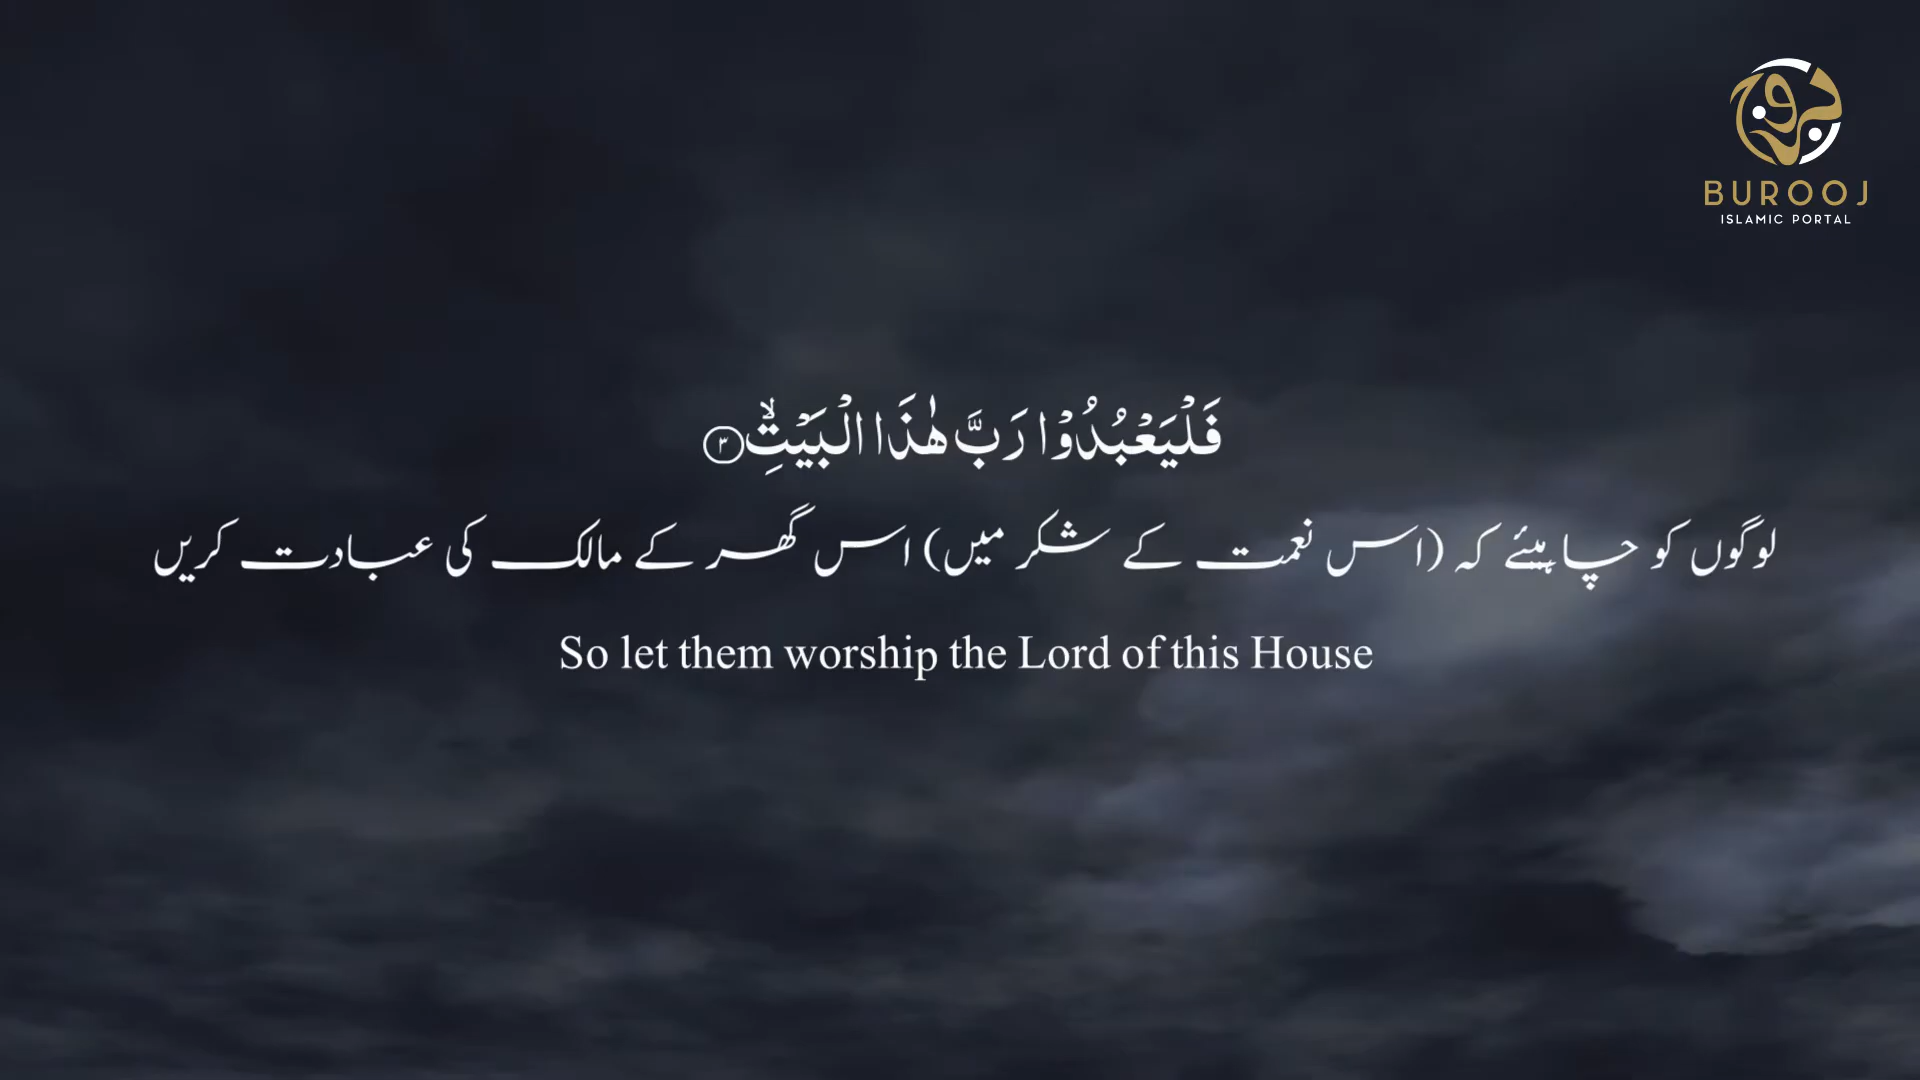 بروج
BUROOJ
ISLAMIC PORTAL
فَلْيَعْبُدُوْا رَبَّ هٰذَا الْبَيْتِۙ ۝۳
لوگوں کو چاہیئے کہ (اس نعمت کے شکر میں) اس گھر کے مالک کی عبادت کریں
So let them worship the Lord of this House